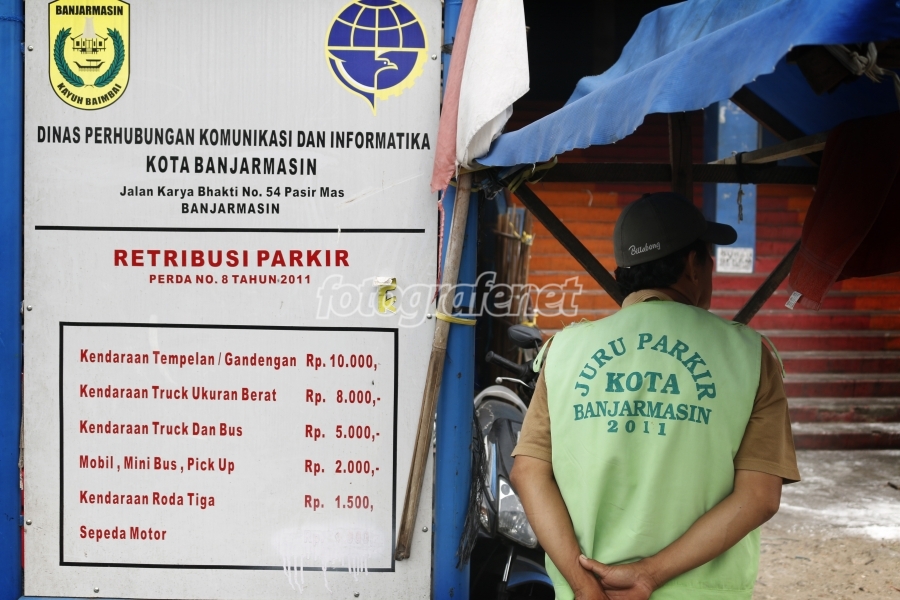 BANJARMASIN
KAYUH BAIMBAI
DINAS PERHUBUNGAN KOMUNIKASI DAN INFORMATIKA
KOTA BANJARMASIN
Jalan Karya Bhakti No. 54 Pasir Mas
BANJARMASIN
RETRIBUSI PARKIR
PERDA NO. 8 TAHUN 2011
Kendaraan Tempelan / Gandengan Rp. 10.000,-
Kendaraan Truck Ukuran Berat Rp. 8.000,-
Kendaraan Truck Dan Bus Rp. 5.000,-
Mobil , Mini Bus , Pick Up Rp. 2.000,-
Kendaraan Roda Tiga Rp. 1.500,
Sepeda Motor
fotografenet
Billabong
JURU PARKIR
KOTA
BANJARMASIN
2011